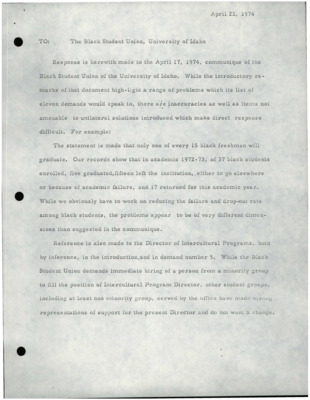 April 22, 1974
TO: The Black Student Union, University of Idaho
Response is herewith made to the April 17, 1974, communique of the
Black Student Union of the University of Idaho. While the introductory re-
marks of that document high-light a range of problems which its list of
eleven demands would speak to, there are inaccuracies as well as items not
amenable to unilateral solutions introduced which make direct response
difficult. For example:
The statement is made that only one of every 15 black freshman will
graduate. Our records show that in academic 1972-73, of 37 black students
enrolled, five graduated, fifteen left the institution, either to go elsewhere
or because of academic failure, and 17 returned for this academic year.
While we obviously have to work on reducing the failure and drop-out rate
among black students, the problems appear to be of very different dimen-
sions than suggested in the communique.
Reference is also made to the Director of Intercultural Programs, both
by inference, in the introduction, and in demand number 5. While the Black
Student Union demands immediate hiring of a person from a minority group
to fill the position of Intercultural Program Director, other student groups,
including at least one minority group, served by the office have made strong
representations of support for the present Director and do not want a change.